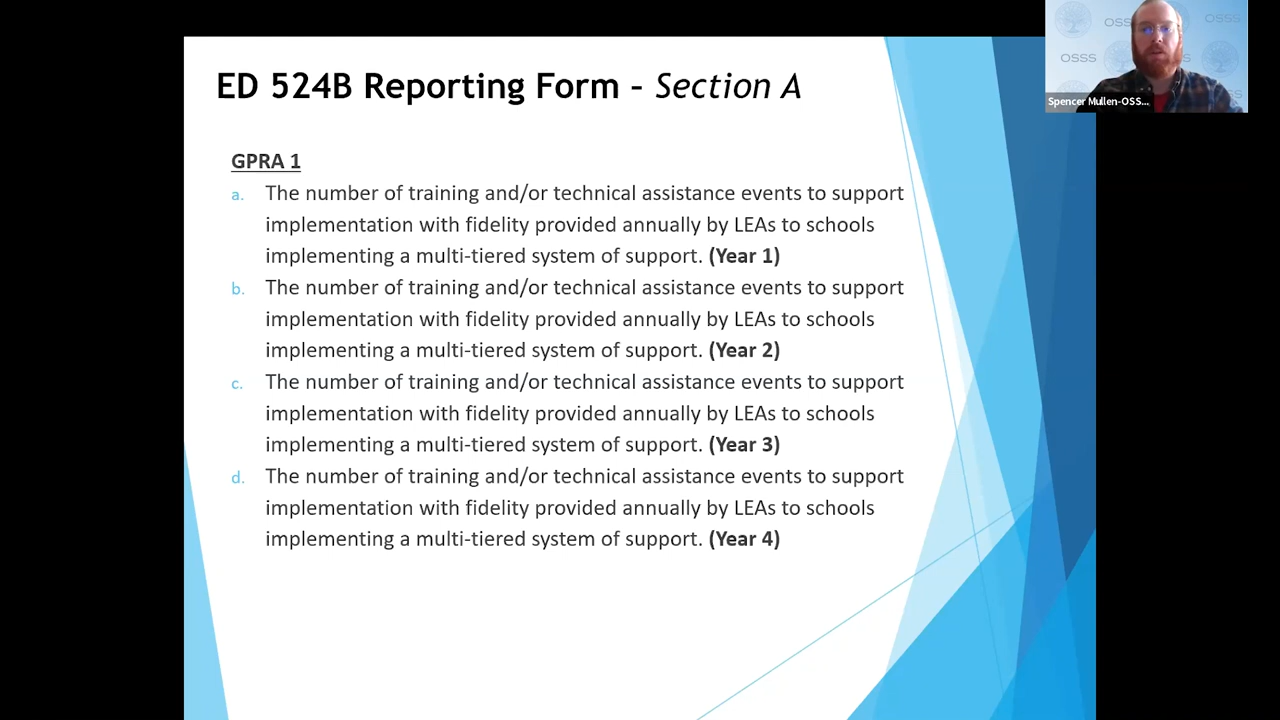 ED 524B Reporting Form – Section A
GPRA 1
a. The number of training and/or technical assistance events to support
implementation with fidelity provided annually by LEAs to schools
implementing a multi-tiered system of support. (Year 1)
b. The number of training and/or technical assistance events to support
implementation with fidelity provided annually by LEAs to schools
implementing a multi-tiered system of support. (Year 2)
c. The number of training and/or technical assistance events to support
implementation with fidelity provided annually by LEAs to schools
implementing a multi-tiered system of support. (Year 3)
d. The number of training and/or technical assistance events to support
implementation with fidelity provided annually by LEAs to schools
implementing a multi-tiered system of support. (Year 4)
OSSS
OSSS
Spencer Mullen-OSS...